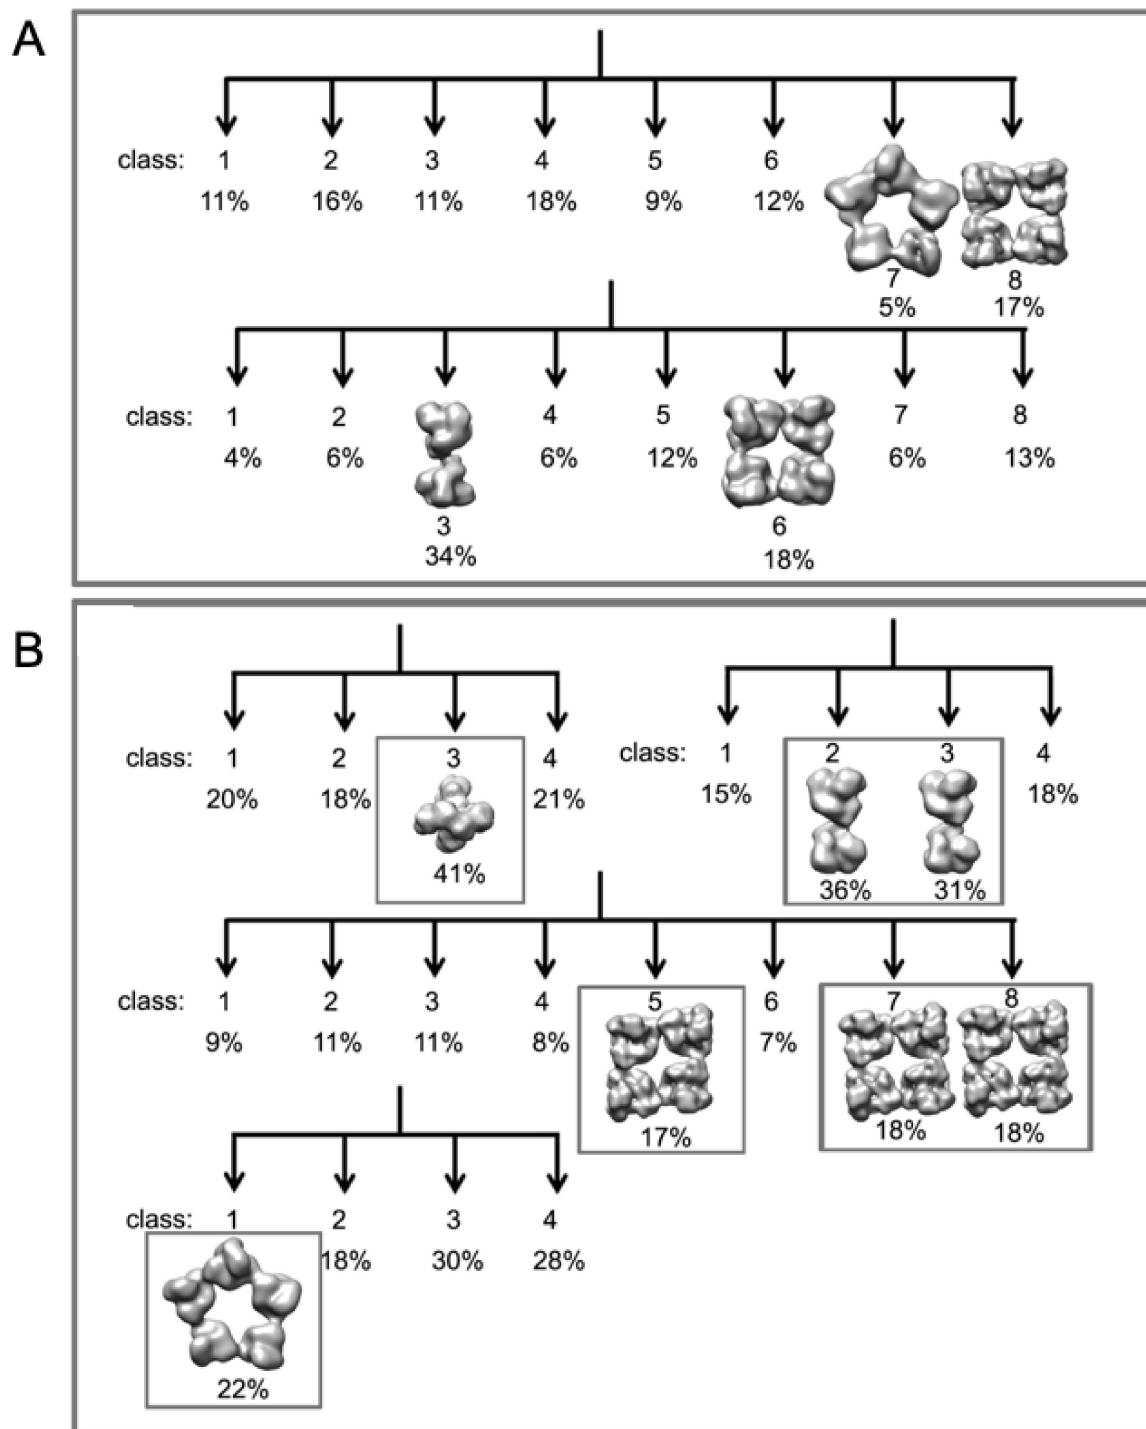 A
class: 1 2 3 4 5 6 7 8
11% 16% 11% 18% 9% 12% 5% 17%
class: 1 2 3 4 5 6 7 8
4% 6% 34% 6% 12% 18% 6% 13%
B
class: 1 2 3 4
20% 18% 41% 21%
class: 1 2 3 4
15% 36% 31% 18%
class: 1 2 3 4 5 6 7 8
9% 11% 11% 8% 17% 7% 18% 18%
class: 1 2 3 4
22% 18% 30% 28%